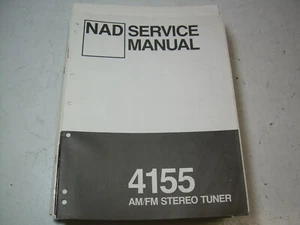 NAD SERVICE
MANUAL
4155
AM/FM STEREO TUNER